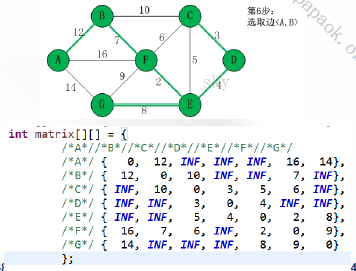 第6步:
选取边<A,B>
B
10
C
12
7
6
3
A
16
F
5
D
14
9
2
4
G
8
E
sky
int matrix[][] = {
/*A*//*B*//*C*//*D*//*E*//*F*//*G*/
/*A*/ { 0, 12, INF, INF, INF, 16, 14},
/*B*/ { 12, 0, 10, INF, INF, 7, INF},
/*C*/ { INF, 10, 0, 3, 5, 6, INF},
/*D*/ { INF, INF, 3, 0, 4, INF, INF},
/*E*/ { INF, INF, 5, 4, 0, 2, 8},
/*F*/ { 16, 7, 6, INF, 2, 0, 9},
/*G*/ { 14, INF, INF, INF, 8, 9, 0}
};